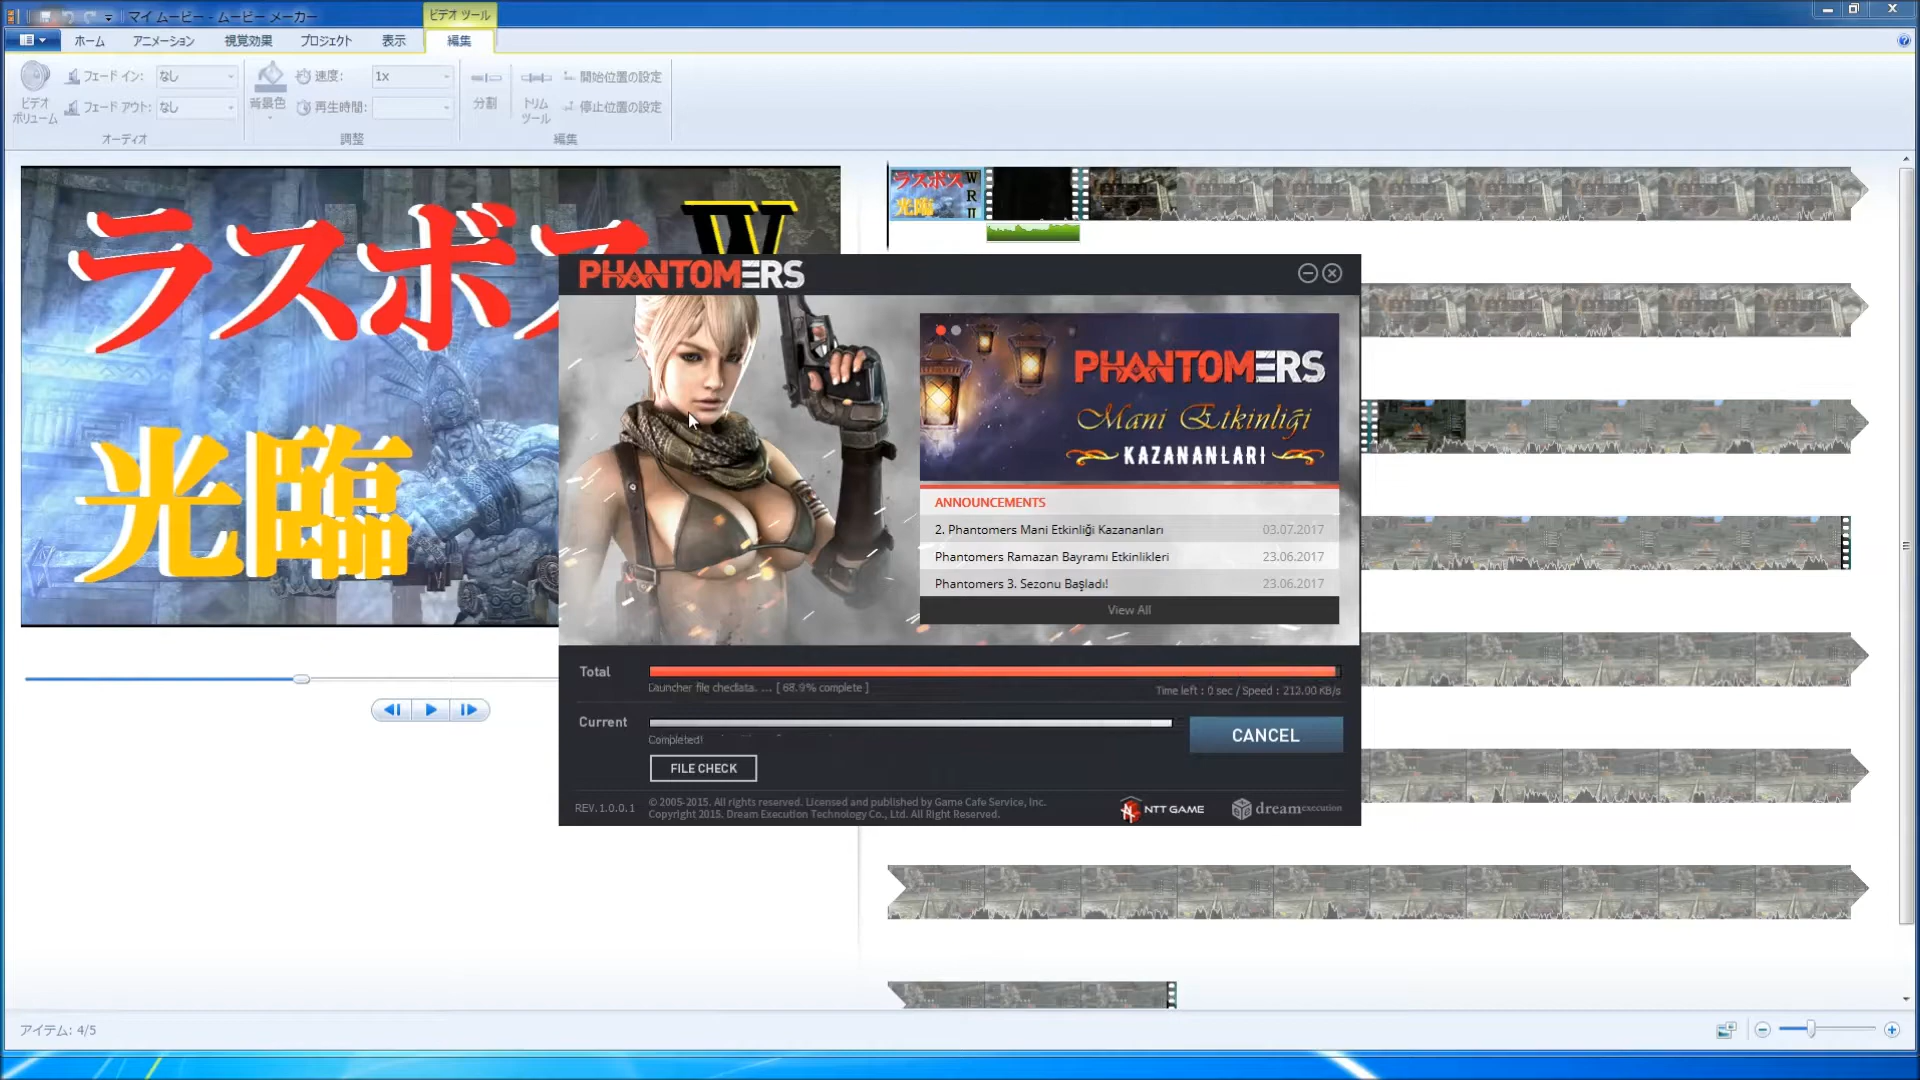 マイ ムービー - ムービー メーカー
ビデオ ツール
ホーム
アニメーション
視覚効果
プロジェクト
表示
編集
ビデオ
ボリューム
フェード イン:
なし
フェード アウト:
なし
オーディオ
背景色
速度:
1x
再生時間:
調整
分割
トリム
ツール
開始位置の設定
停止位置の設定
編集
ラスボス
W
光臨
ラスボス
光臨
W
R
II
PHANTOMERS
PHANTOMERS
Mani Etkinliği
KAZANANLARI
ANNOUNCEMENTS
2. Phantomers Mani Etkinliği Kazananları 03.07.2017
Phantomers Ramazan Bayramı Etkinlikleri 23.06.2017
Phantomers 3. Sezonu Başladı! 23.06.2017
View All
Total
[ 68.9% complete ]
Time left : 0 sec / Speed : 212.00 KB/s
Current
Completed!
CANCEL
FILE CHECK
REV.1.0.0.1
© 2005-2015. All rights reserved. Licensed and published by Game Cafe Service, Inc.
Copyright 2015. Dream Execution Technology Co., Ltd. All Right Reserved.
NTT GAME
dreamexecution
アイテム: 4/5